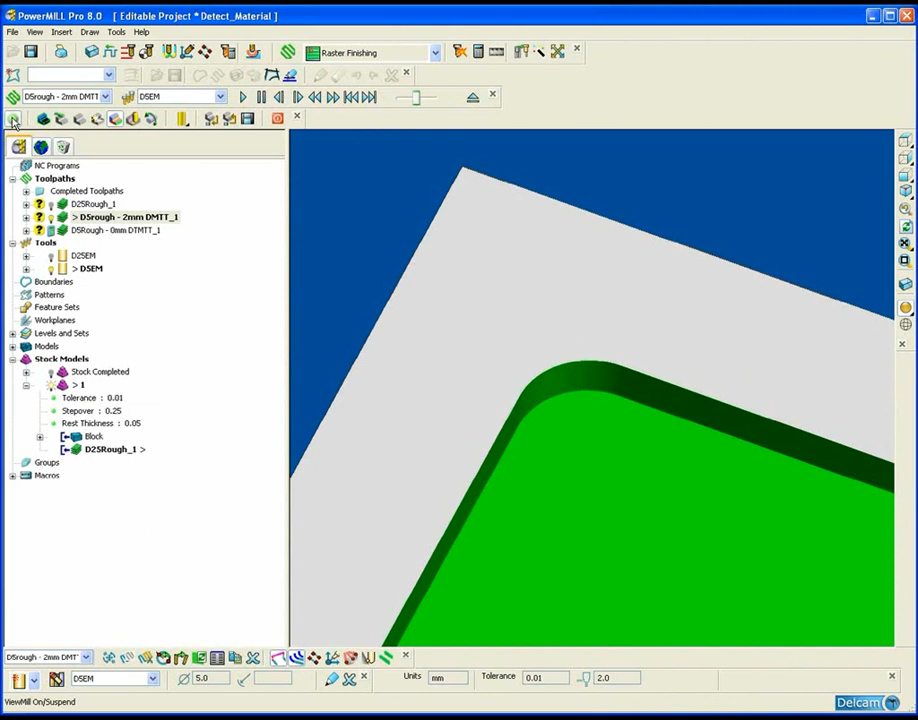 PowerMILL Pro 8.0 [ Editable Project * Detect_Material ]
File View Insert Draw Tools Help
Raster Finishing
D5rough - 2mm DMTT D5EM
NC Programs
Toolpaths
Completed Toolpaths
D25Rough_1
> D5rough - 2mm DMTT_1
D5Rough - 0mm DTMTT_1
Tools
D25EM
> D5EM
Boundaries
Patterns
Feature Sets
Workplanes
Levels and Sets
Models
Stock Models
Stock Completed
> 1
Tolerance : 0.01
Stepover : 0.25
Rest Thickness : 0.05
Block
D25Rough_1 >
Groups
Macros
D5rough - 2mm DMT
D5EM 5.0 Units mm Tolerance 0.01 2.0
ViewMill On/Suspend
Delcam